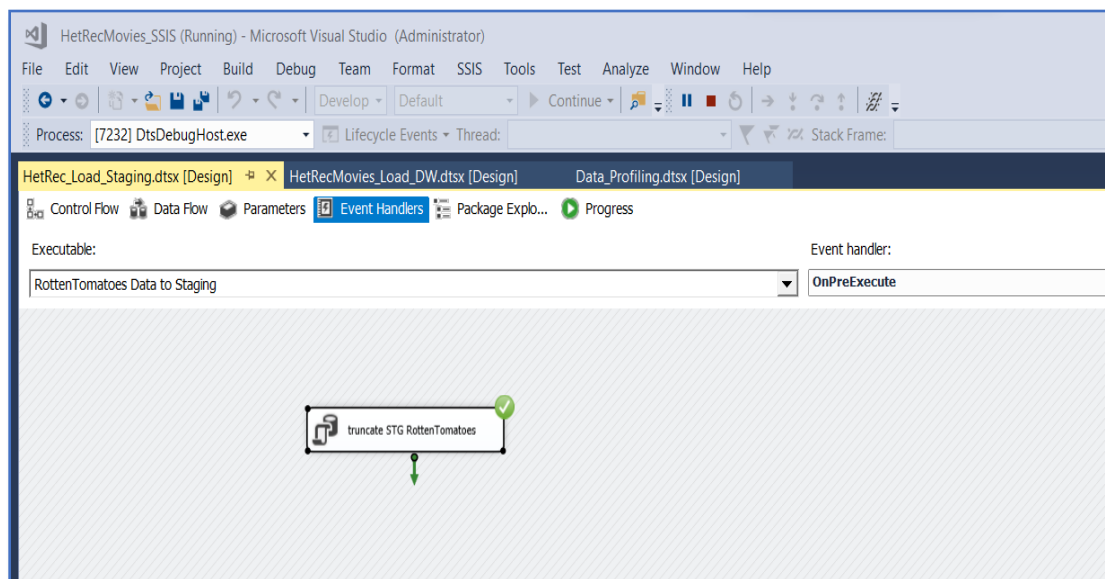 HetRecMovies_SSIS (Running) - Microsoft Visual Studio (Administrator)
File Edit View Project Build Debug Team Format SSIS Tools Test Analyze Window Help
Develop Default Continue
Process: [7232] DtsDebugHost.exe Lifecycle Events Thread: Stack Frame:
HetRec_Load_Staging.dtsx [Design] HetRecMovies_Load_DW.dtsx [Design] Data_Profiling.dtsx [Design]
Control Flow Data Flow Parameters Event Handlers Package Explo... Progress
Executable: Event handler:
RottenTomatoes Data to Staging OnPreExecute
truncate STG RottenTomatoes